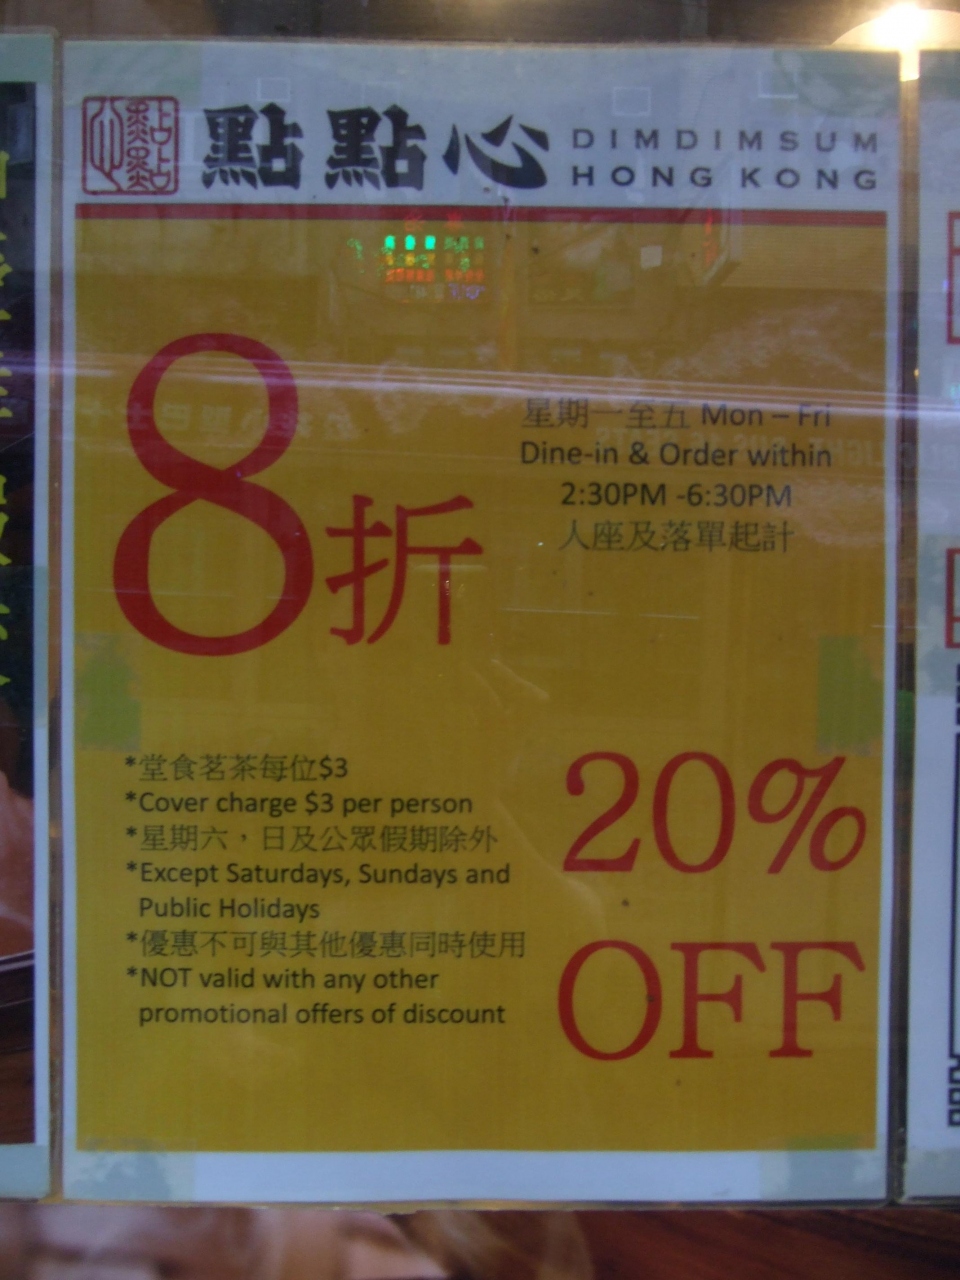 點點心
點點心 DIMDIMSUM
HONG KONG
8折
星期一至五 Mon – Fri
Dine-in & Order within
2:30PM -6:30PM
人座及落單起計
*堂食茗茶每位$3
*Cover charge $3 per person
*星期六，日及公眾假期除外
*Except Saturdays, Sundays and
Public Holidays
*優惠不可與其他優惠同時使用
*NOT valid with any other
promotional offers of discount
20%
OFF